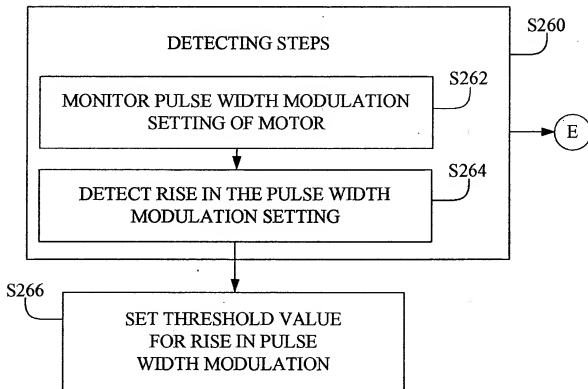 S260
DETECTING STEPS
S262
MONITOR PULSE WIDTH MODULATION
SETTING OF MOTOR
E
S264
DETECT RISE IN THE PULSE WIDTH
MODULATION SETTING
S266
SET THRESHOLD VALUE
FOR RISE IN PULSE
WIDTH MODULATION